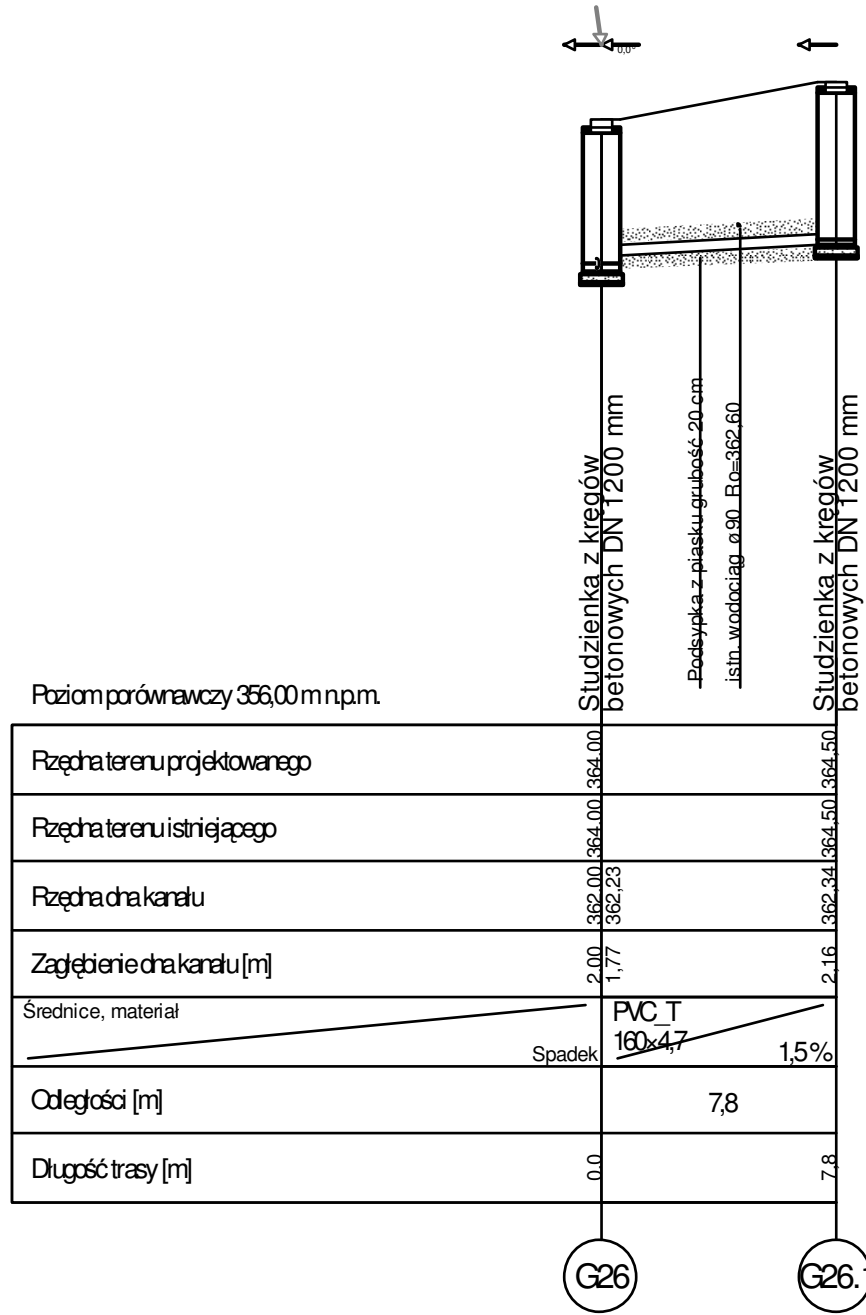 0,0°
Studzienka z kręgów
betonowych DN 1200 mm
Podsypka z piasku grubość 20 cm
istn. wodociąg ø90 Ro=362,60
Studzienka z kręgów
betonowych DN 1200 mm
Poziom porównawczy 356,00 m n.p.m.
Rzędna terenu projektowanego 364.00 364,50
Rzędna terenu istniejącego 364.00 364,50
Rzędna dna kanału 362.00 362,23 362,34
Zagłębienie dna kanału [m] 2.00 1,77 2,16
Średnice, materiał
PVC_T
160×4,7
Spadek 1,5%
Odległości [m] 7,8
Długość trasy [m] 0.0 7,8
G26 G26.